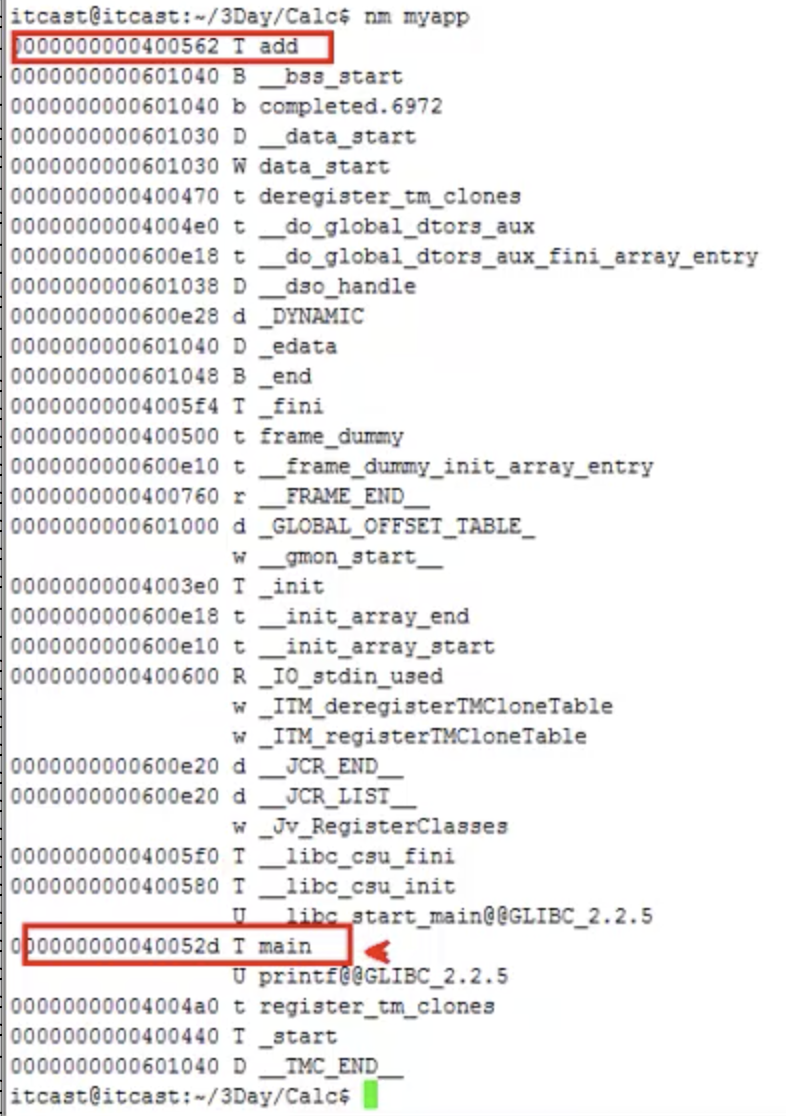 itcast@itcast:~/3Day/Calc$ nm myapp
0000000000400562 T add
0000000000601040 B __bss_start
0000000000601040 b completed.6972
0000000000601030 D __data_start
0000000000601030 W data_start
0000000000400470 t deregister_tm_clones
00000000004004e0 t __do_global_dtors_aux
0000000000600e18 t __do_global_dtors_aux_fini_array_entry
0000000000601038 D __dso_handle
0000000000600e28 d _DYNAMIC
0000000000601040 D _edata
0000000000601048 B _end
00000000004005f4 T _fini
0000000000400500 t frame_dummy
0000000000600e10 t __frame_dummy_init_array_entry
0000000000400760 r __FRAME_END__
0000000000601000 d _GLOBAL_OFFSET_TABLE_
w __gmon_start__
00000000004003e0 T _init
0000000000600e18 t __init_array_end
0000000000600e10 t __init_array_start
0000000000400600 R _IO_stdin_used
w _ITM_deregisterTMCloneTable
w _ITM_registerTMCloneTable
0000000000600e20 d __JCR_END__
0000000000600e20 d __JCR_LIST__
w _Jv_RegisterClasses
00000000004005f0 T __libc_csu_fini
0000000000400580 T __libc_csu_init
U __libc_start_main@@GLIBC_2.2.5
000000000040052d T main
U printf@@GLIBC_2.2.5
00000000004004a0 t register_tm_clones
0000000000400440 T _start
0000000000601040 D __TMC_END__
itcast@itcast:~/3Day/Calc$